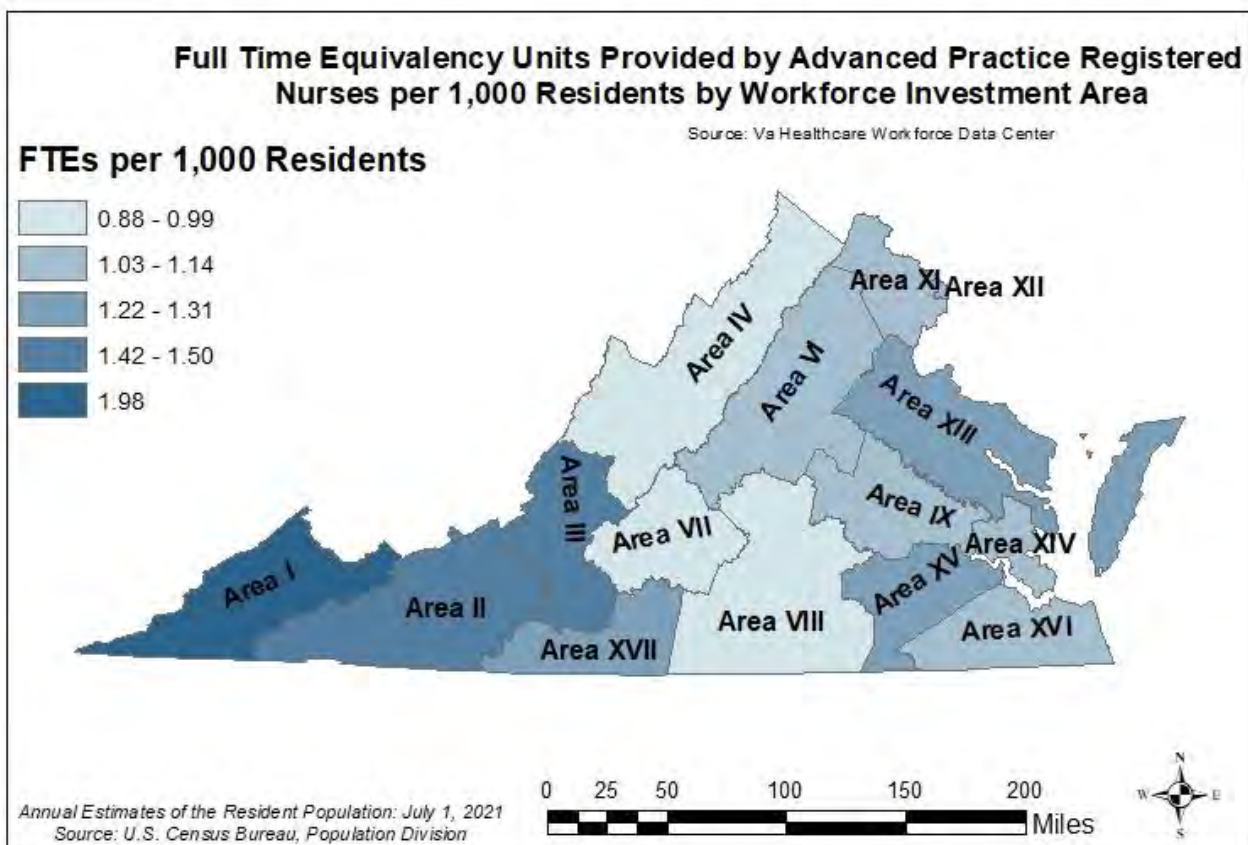 Full Time Equivalency Units Provided by Advanced Practice Registered
Nurses per 1,000 Residents by Workforce Investment Area
Source: Va Healthcare Workforce Data Center
FTEs per 1,000 Residents
0.88 - 0.99
1.03 - 1.14
1.22 - 1.31
1.42 - 1.50
1.98
Area XI
Area XII
Area IV
Area VI
Area XIII
Area III
Area VII
Area IX
Area XIV
Area XV
Area I
Area II
Area VIII
Area XVI
Area XVII
Annual Estimates of the Resident Population: July 1, 2021
Source: U.S. Census Bureau, Population Division
0 25 50 100 150 200
Miles
N
W E
S